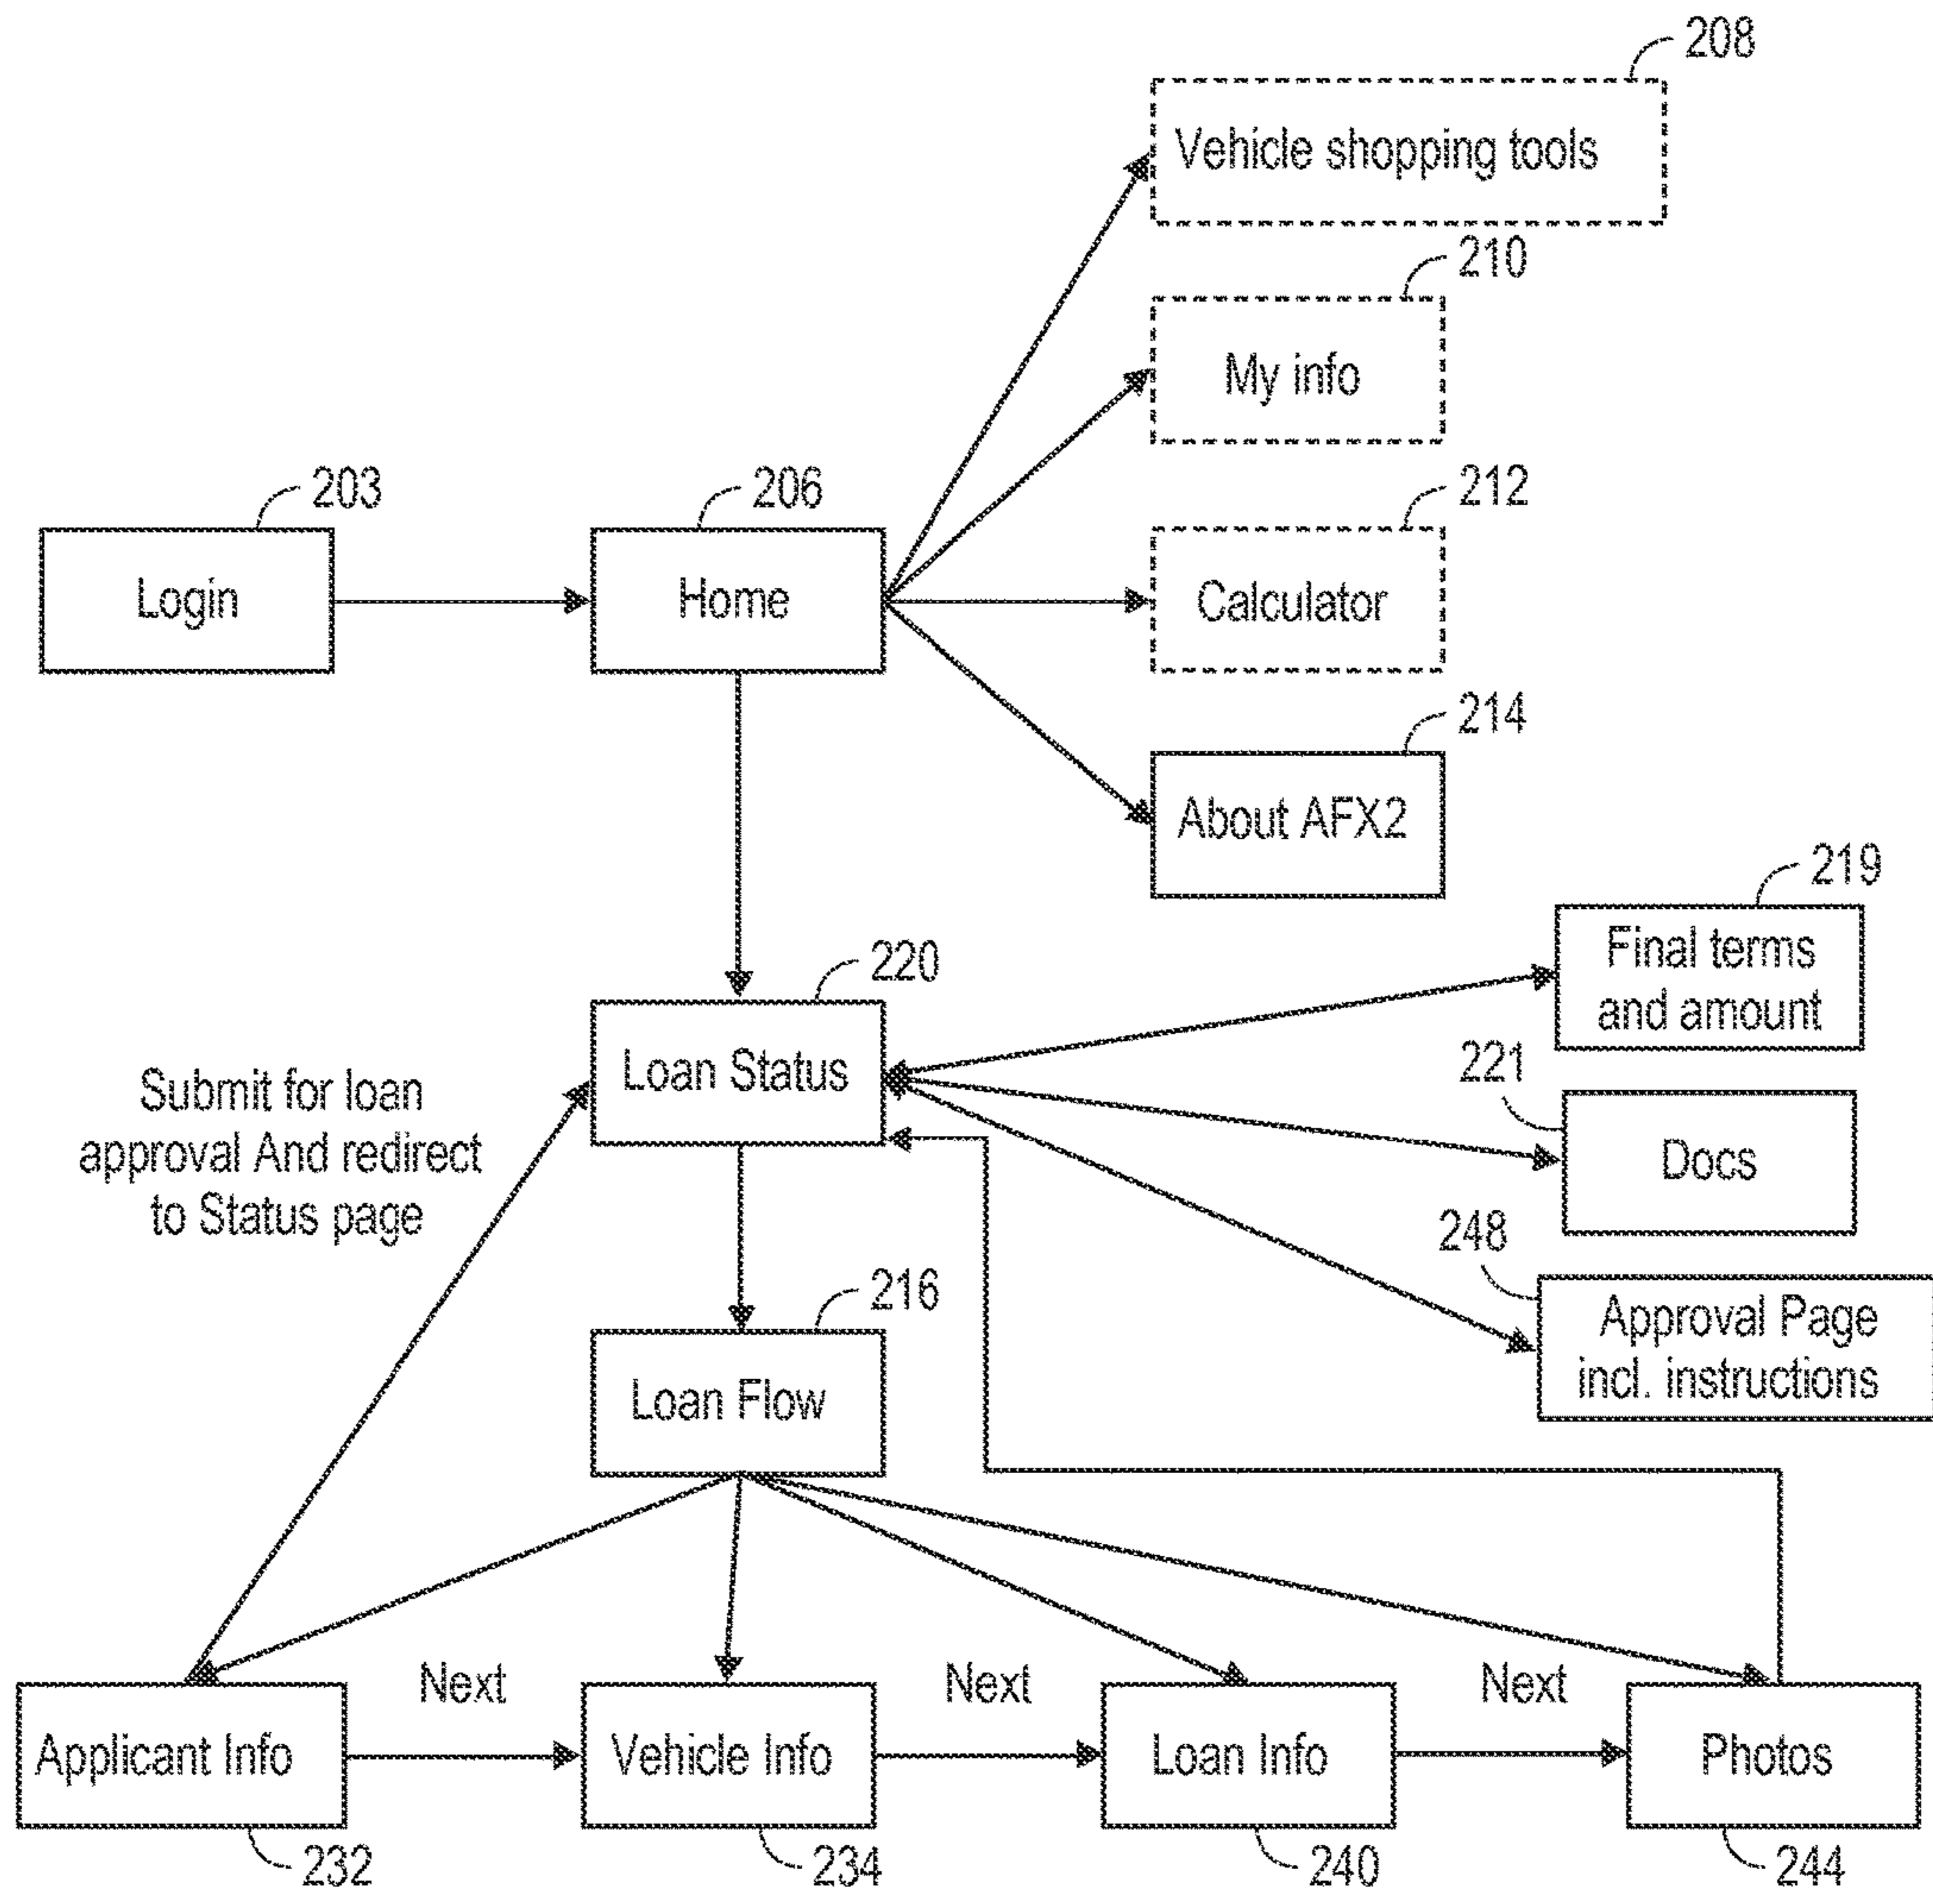 208
Vehicle shopping tools
210
My info
203
206
212
Login
Home
Calculator
214
About AFX2
219
Final terms
and amount
220
Loan Status
221
Docs
Submit for loan
approval And redirect
to Status page
248
Approval Page
incl. instructions
216
Loan Flow
Next
Next
Next
Applicant Info
Vehicle Info
Loan Info
Photos
232
234
240
244